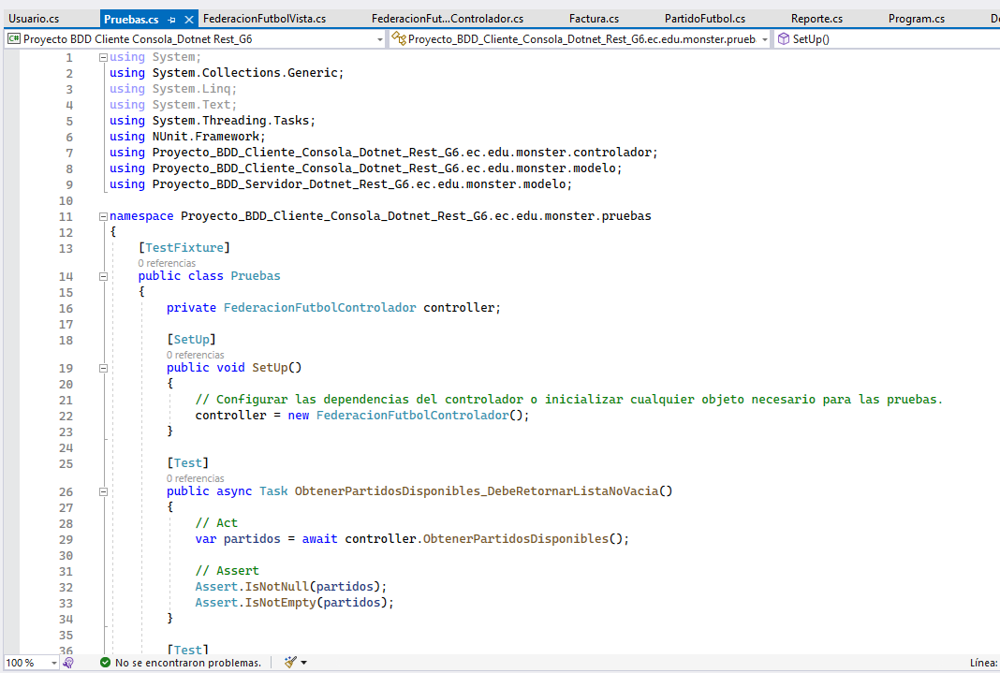 Usuario.cs Pruebas.cs FederacionFutbolVista.cs FederacionFut...Controlador.cs Factura.cs PartidoFutbol.cs Reporte.cs Program.cs
C# Proyecto BDD Cliente Consola_Dotnet Rest_G6 Proyecto_BDD_Cliente_Consola_Dotnet_Rest_G6.ec.edu.monster.prueb SetUp()
1 using System;
2 using System.Collections.Generic;
3 using System.Linq;
4 using System.Text;
5 using System.Threading.Tasks;
6 using NUnit.Framework;
7 using Proyecto_BDD_Cliente_Consola_Dotnet_Rest_G6.ec.edu.monster.controlador;
8 using Proyecto_BDD_Cliente_Consola_Dotnet_Rest_G6.ec.edu.monster.modelo;
9 using Proyecto_BDD_Servidor_Dotnet_Rest_G6.ec.edu.monster.modelo;
10
11 namespace Proyecto_BDD_Cliente_Consola_Dotnet_Rest_G6.ec.edu.monster.pruebas
12 {
13 [TestFixture]
0 referencias
14 public class Pruebas
15 {
16 private FederacionFutbolControlador controller;
17
18 [SetUp]
0 referencias
19 public void SetUp()
20 {
21 // Configurar las dependencias del controlador o inicializar cualquier objeto necesario para las pruebas.
22 controller = new FederacionFutbolControlador();
23 }
24
25 [Test]
0 referencias
26 public async Task ObtenerPartidosDisponibles_DebeRetornarListaNoVacia()
27 {
28 // Act
29 var partidos = await controller.ObtenerPartidosDisponibles();
30
31 // Assert
32 Assert.IsNotNull(partidos);
33 Assert.IsNotEmpty(partidos);
34 }
35
36 [Test]
100 % No se encontraron problemas. Línea: